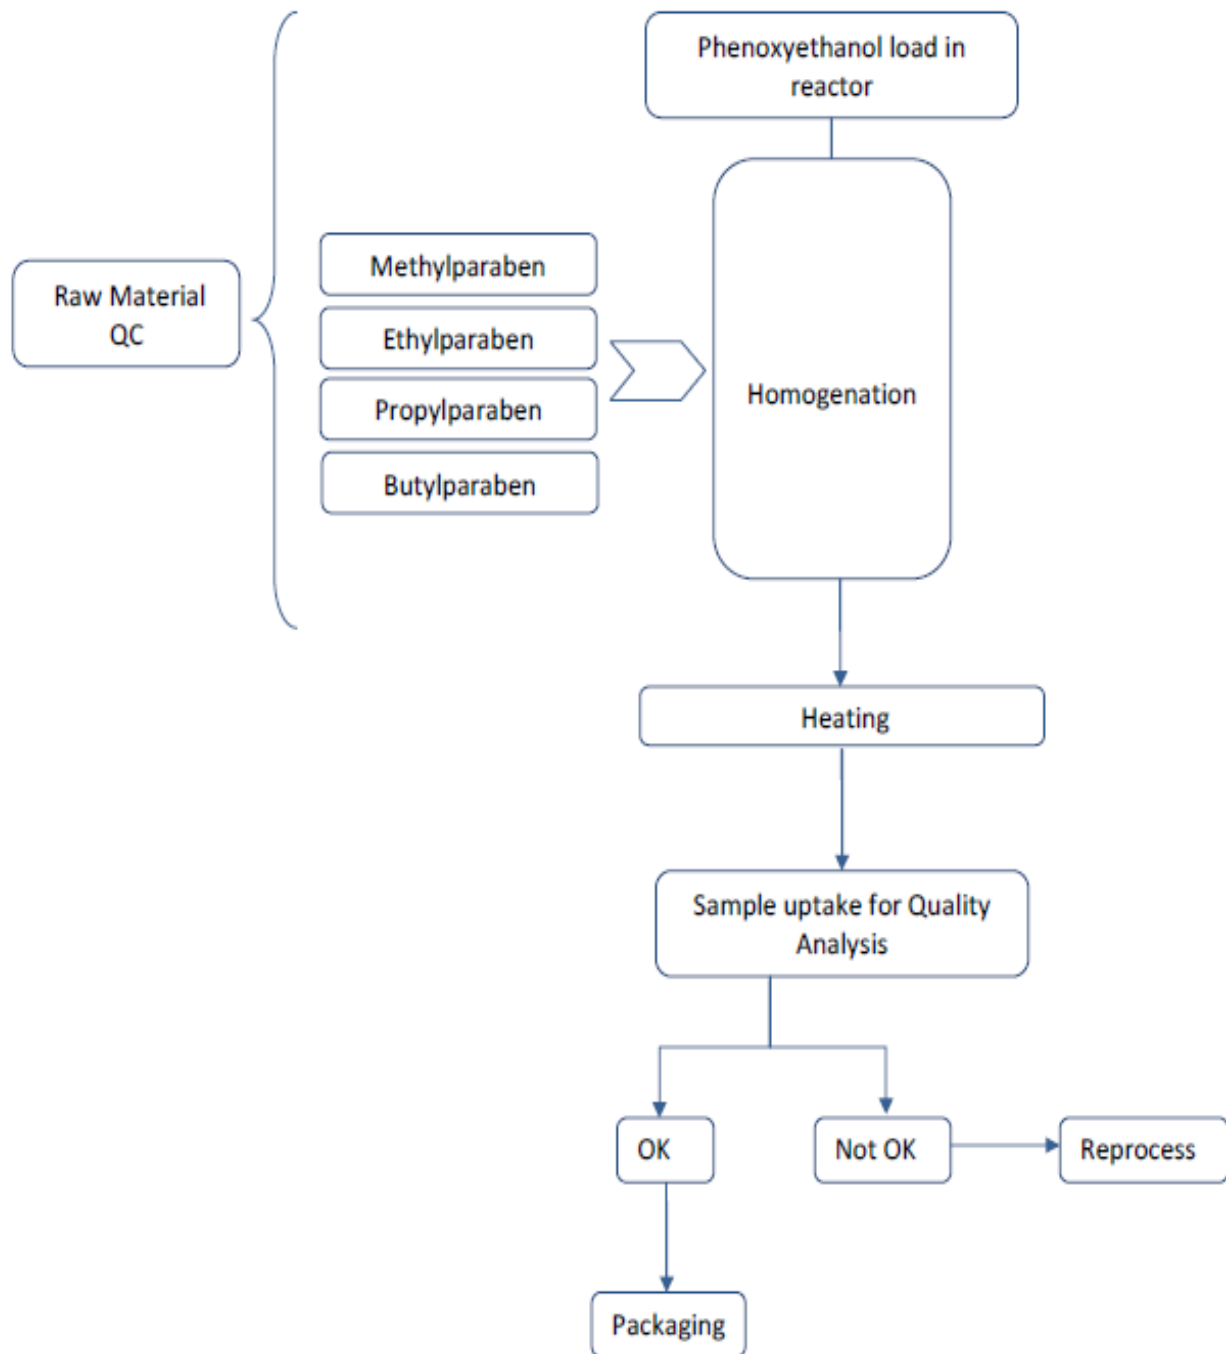 Phenoxyethanol load in
reactor
Raw Material
QC
Methylparaben
Ethylparaben
Propylparaben
Butylparaben
Homogenation
Heating
Sample uptake for Quality
Analysis
OK
Not OK
Reprocess
Packaging